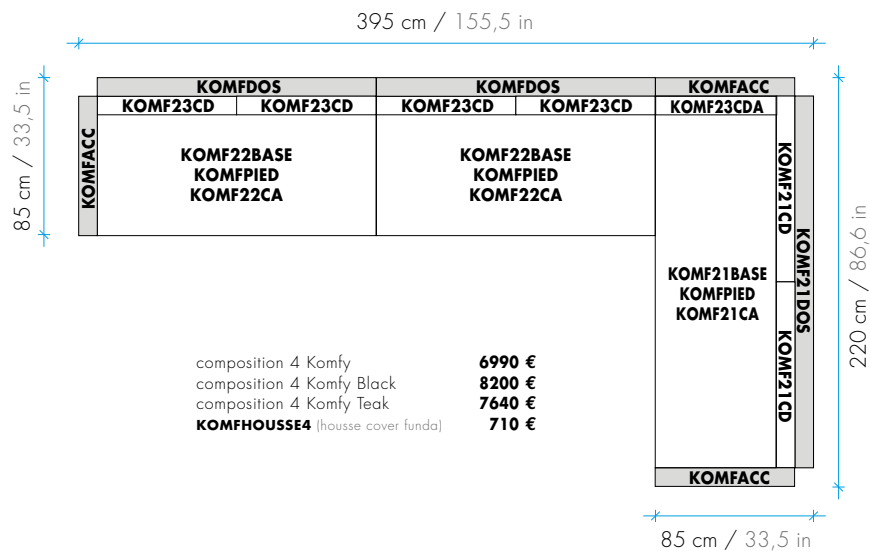 395 cm / 155,5 in
85 cm / 33,5 in
KOMFDOS
KOMFDOS
KOMFACC
KOMF23CD
KOMF23CD
KOMF23CD
KOMF23CD
KOMF23CDA
KOMFACC
KOMF22BASE
KOMFPIED
KOMF22CA
KOMF22BASE
KOMFPIED
KOMF22CA
KOMF21CD
KOMF21DOS
220 cm / 86,6 in
KOMF21BASE
KOMFPIED
KOMF21CA
KOMF21CD
composition 4 Komfy 6990 €
composition 4 Komfy Black 8200 €
composition 4 Komfy Teak 7640 €
KOMFHOUSSE4 (housse cover funda) 710 €
KOMFACC
85 cm / 33,5 in